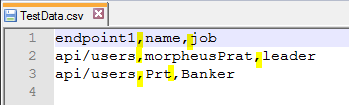 TestData.csv
1 endpoint1,name,job
2 api/users,morpheusPrat,leader
3 api/users,Prt,Banker
4